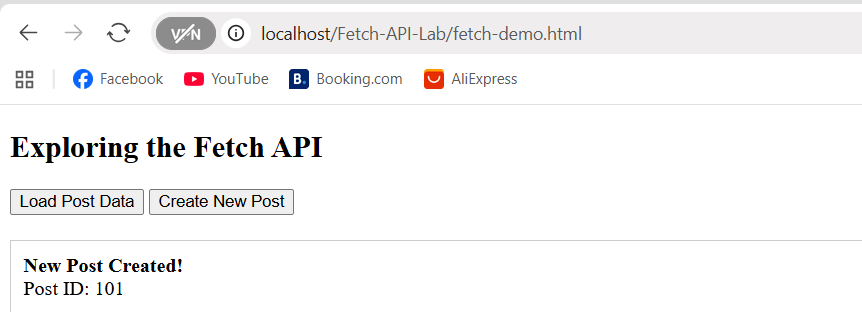 VPN
localhost/Fetch-API-Lab/fetch-demo.html
Facebook YouTube B. Booking.com AliExpress
Exploring the Fetch API
Load Post Data Create New Post
New Post Created!
Post ID: 101